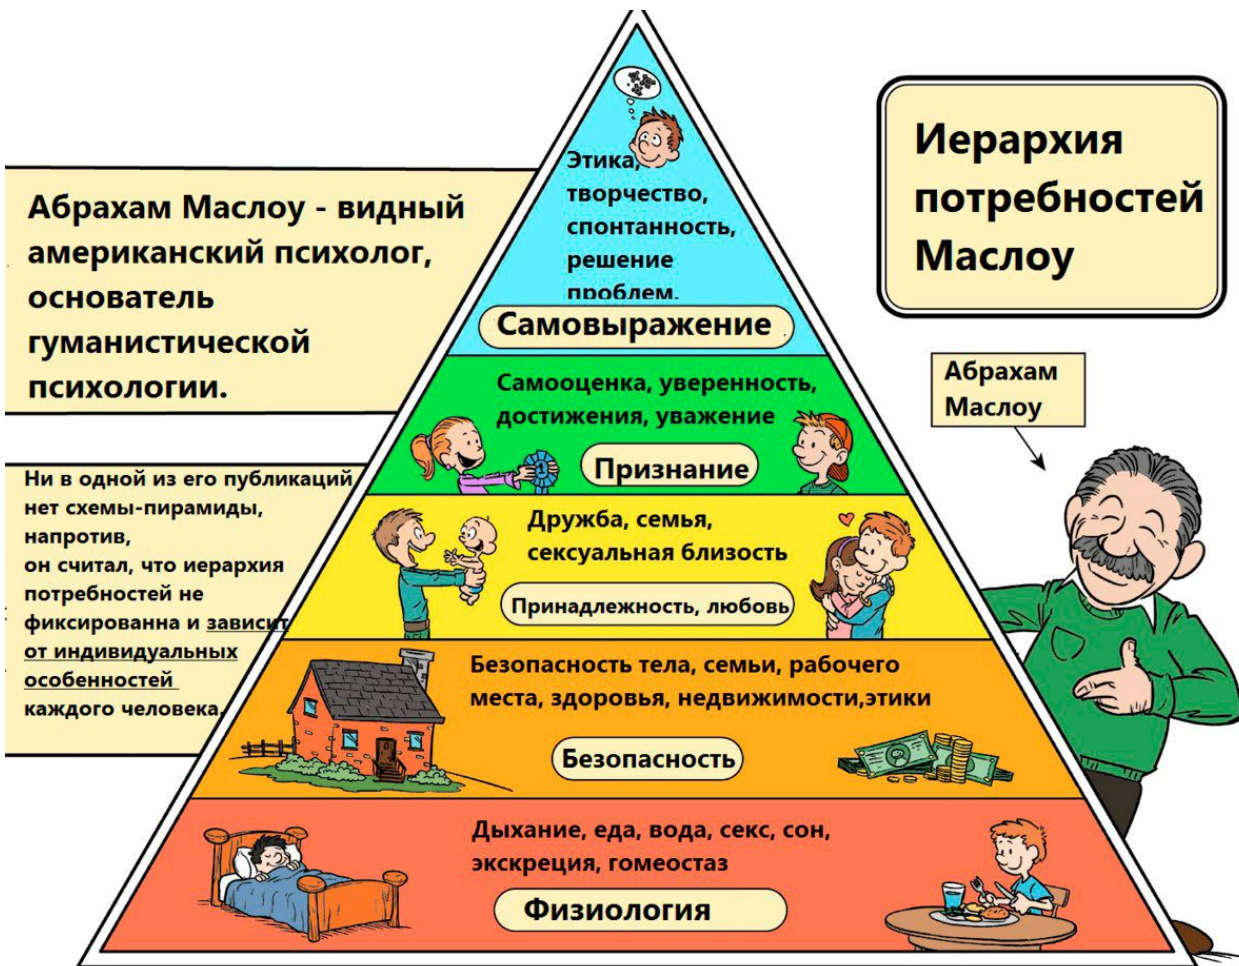 Иерархия
потребностей
Маслоу
Абрахам Маслоу - видный
американский психолог,
основатель
гуманистической
психологии.
Ни в одной из его публикаций
нет схемы-пирамиды,
напротив,
он считал, что иерархия
потребностей не
фиксированна и зависит
от индивидуальных
особенностей
каждого человека.
Этика,
творчество,
спонтанность,
решение
проблем.
Самовыражение
Самооценка, уверенность,
достижения, уважение
1
Признание
Дружба, семья,
сексуальная близость
Принадлежность, любовь
Безопасность тела, семьи, рабочего
места, здоровья, недвижимости,этики
Безопасность
Дыхание, еда, вода, секс, сон,
экскреция, гомеостаз
Физиология
Абрахам
Маслоу